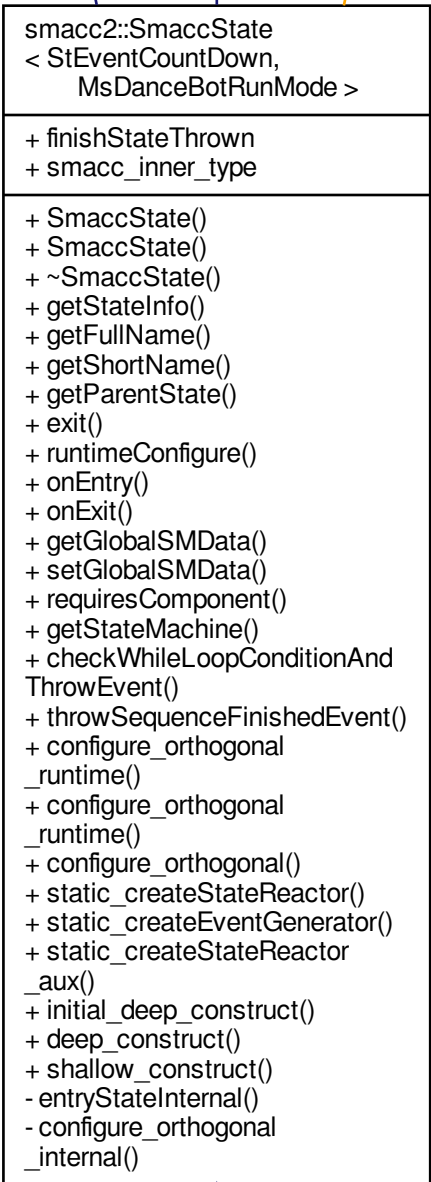 smacc2::SmaccState
< StEventCountDown,
MsDanceBotRunMode >
+ finishStateThrown
+ smacc_inner_type
+ SmaccState()
+ SmaccState()
+ ~SmaccState()
+ getStateInfo()
+ getFullName()
+ getShortName()
+ getParentState()
+ exit()
+ runtimeConfigure()
+ onEntry()
+ onExit()
+ getGlobalSMData()
+ setGlobalSMData()
+ requiresComponent()
+ getStateMachine()
+ checkWhileLoopConditionAnd
ThrowEvent()
+ throwSequenceFinishedEvent()
+ configure_orthogonal
_runtime()
+ configure_orthogonal
_runtime()
+ configure_orthogonal()
+ static_createStateReactor()
+ static_createEventGenerator()
+ static_createStateReactor
_aux()
+ initial_deep_construct()
+ deep_construct()
+ shallow_construct()
- entryStateInternal()
- configure_orthogonal
_internal()